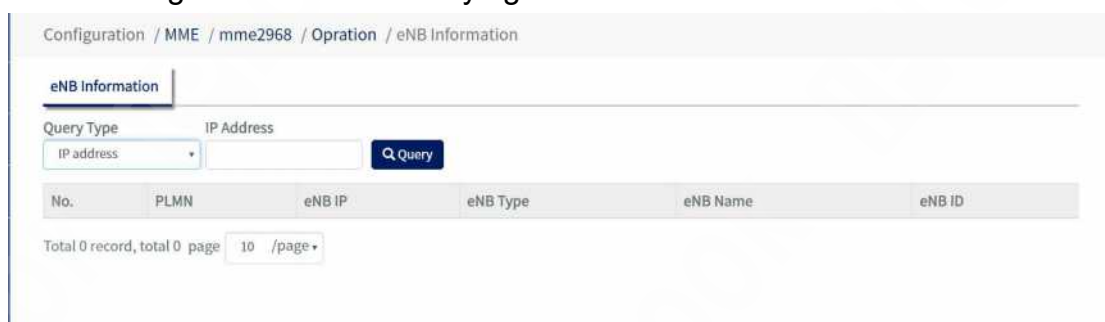 Configuration / MME / mme2968 / Opration / eNB Information
eNB Information
Query Type IP Address
IP address Query
No. PLMN eNB IP eNB Type eNB Name eNB ID
Total 0 record, total 0 page 10 /page